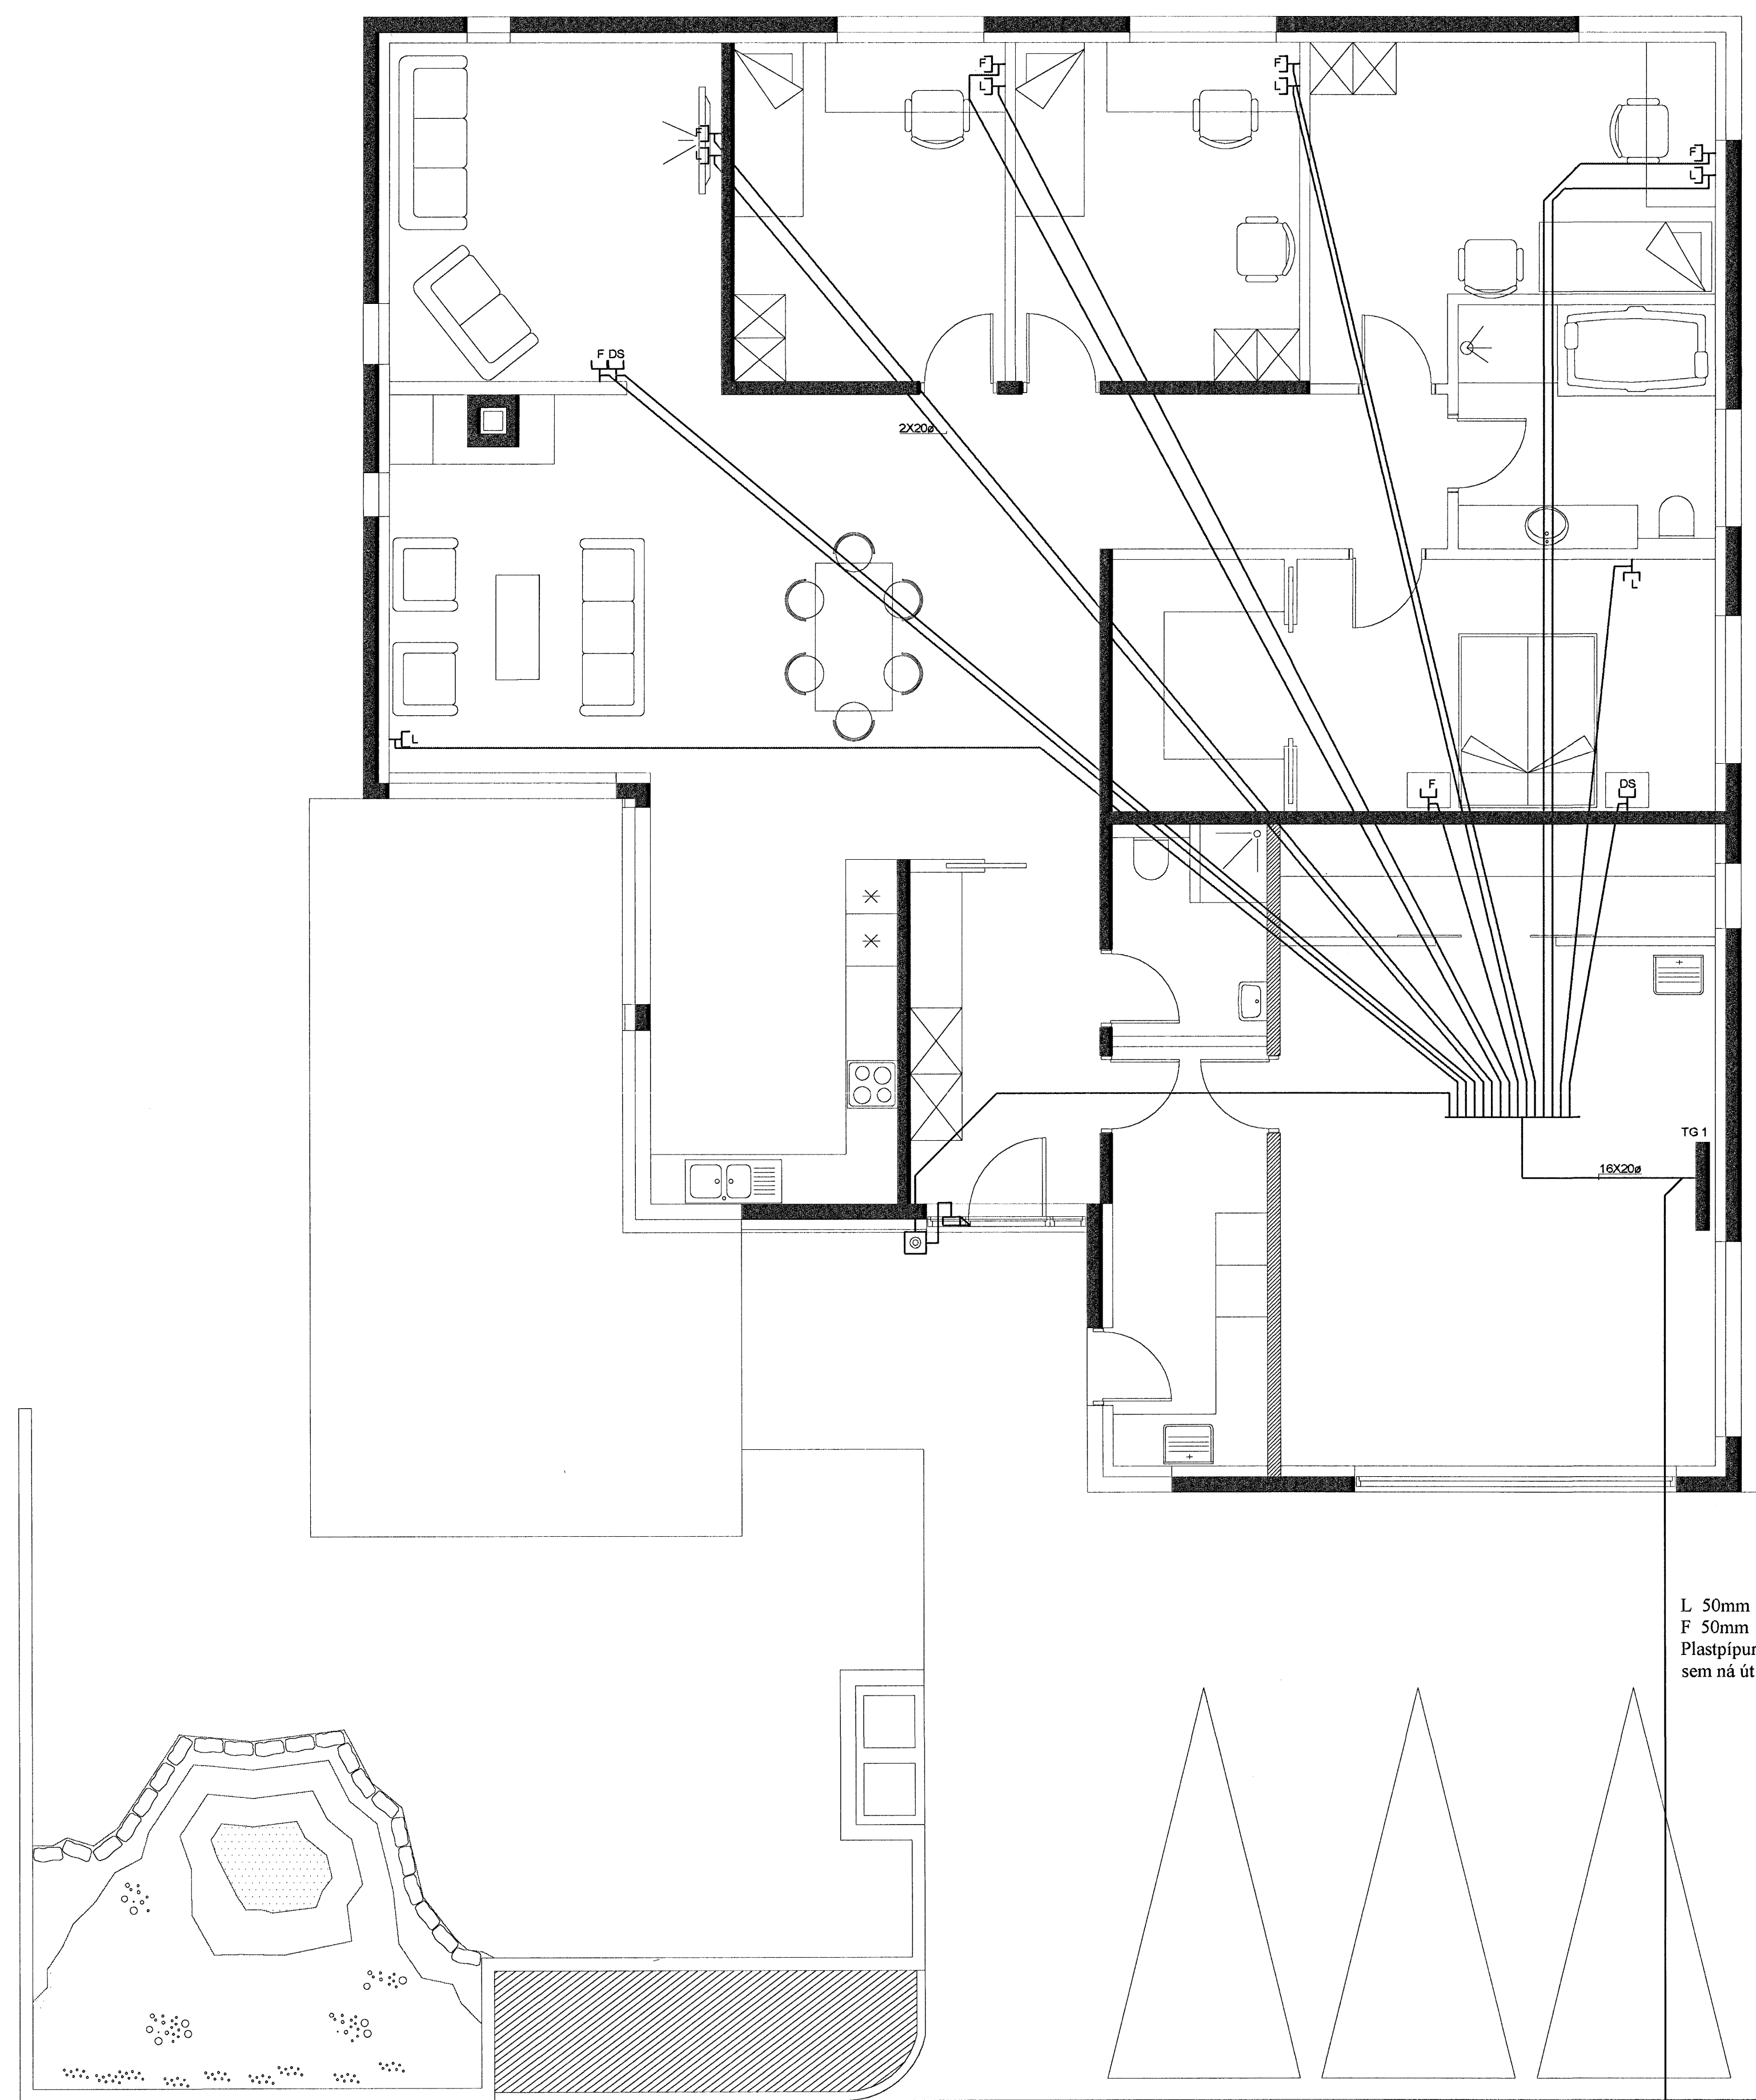 F
L
F
L
F
L
F
L
F DS
2X20ø
L
L
F
DS
TG 1
16X20ø
L 50mm
F 50mm
Plastpípur
sem ná út